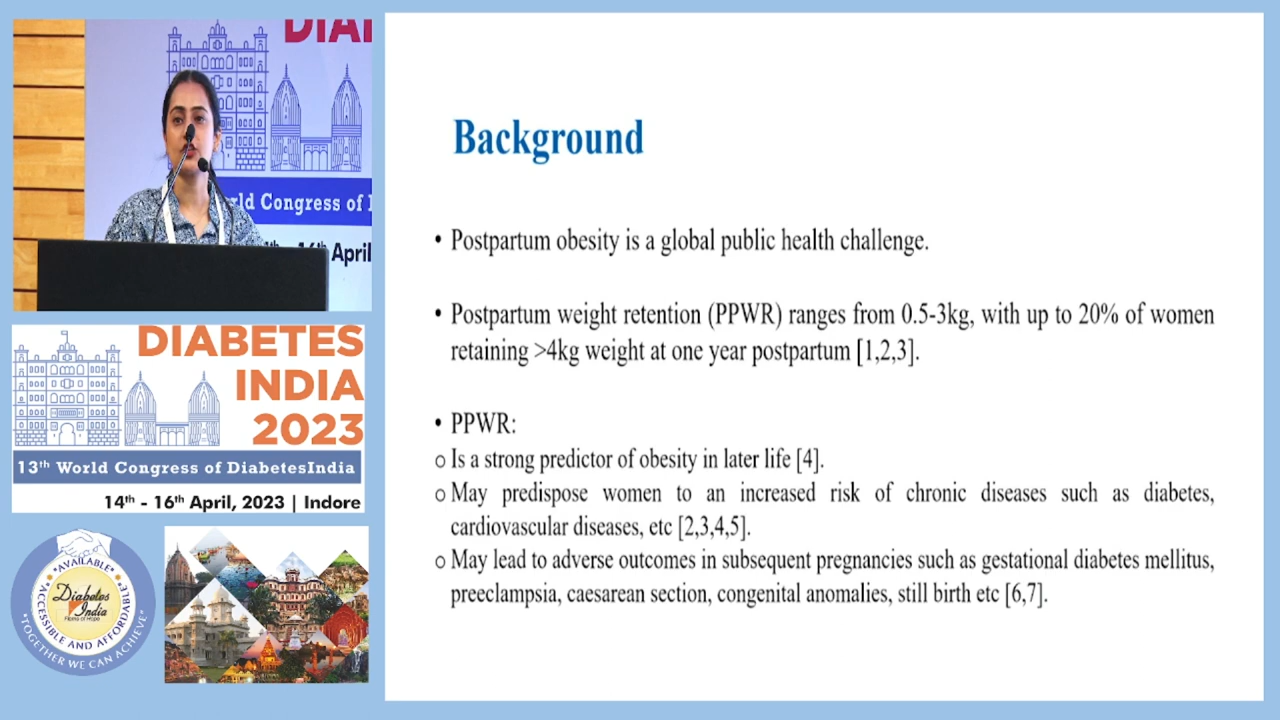 DIA
rld Congress of
16th April
DIABETES
INDIA
2023
13th World Congress of DiabetesIndia
14th - 16th April, 2023 | Indore
"AVAILABLE"
ACCESSIBLE AND AFFORDABLE
Diabetes
India
"TOGETHER WE CAN ACHIEVE"
Background
• Postpartum obesity is a global public health challenge.
• Postpartum weight retention (PPWR) ranges from 0.5-3kg, with up to 20% of women
retaining >4kg weight at one year postpartum [1,2,3].
• PPWR:
o Is a strong predictor of obesity in later life [4].
o May predispose women to an increased risk of chronic diseases such as diabetes,
cardiovascular diseases, etc [2,3,4,5].
o May lead to adverse outcomes in subsequent pregnancies such as gestational diabetes mellitus,
preeclampsia, caesarean section, congenital anomalies, still birth etc [6,7].